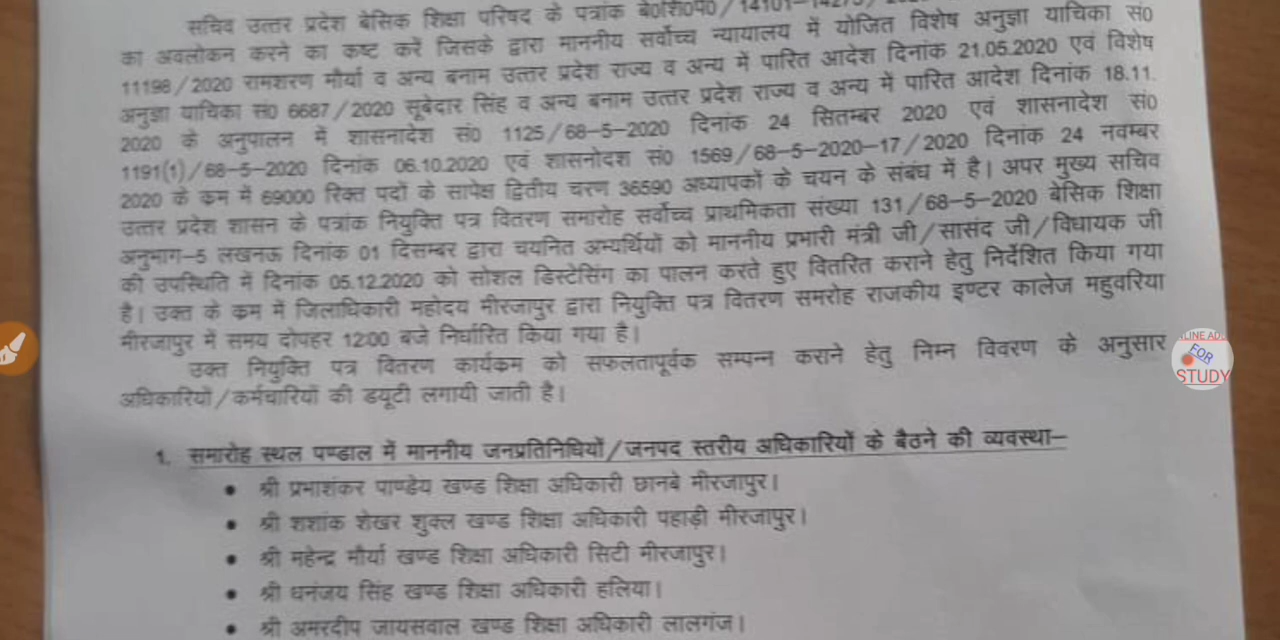 सचिव उत्तर प्रदेश बेसिक शिक्षा परिषद के पत्रांक बे0शि0प0/14101-14275/
का अवलोकन करने का कष्ट करें जिसके द्वारा माननीय सर्वोच्च न्यायालय में योजित विशेष अनुज्ञा याचिका सं0
11198/2020 रामशरण मौर्या व अन्य बनाम उत्तर प्रदेश राज्य व अन्य में पारित आदेश दिनांक 21.05.2020 एवं विशेष
अनुज्ञा याचिका सं0 6687/2020 सूबेदार सिंह व अन्य बनाम उत्तर प्रदेश राज्य व अन्य में पारित आदेश दिनांक 18.11.
2020 के अनुपालन में शासनादेश सं0 1125/68-5-2020 दिनांक 24 सितम्बर 2020 एवं शासनादेश सं0
1191(1)/68-5-2020 दिनांक 06.10.2020 एवं शासनोदश सं0 1569/68-5-2020-17/2020 दिनांक 24 नवम्बर
2020 के क्रम में 69000 रिक्त पदों के सापेक्ष द्वितीय चरण 36590 अध्यापकों के चयन के संबंध में है। अपर मुख्य सचिव
उत्तर प्रदेश शासन के पत्रांक नियुक्ति पत्र वितरण समारोह सर्वोच्च प्राथमिकता संख्या 131/68-5-2020 बेसिक शिक्षा
अनुभाग-5 लखनऊ दिनांक 01 दिसम्बर द्वारा चयनित अभ्यर्थियों को माननीय प्रभारी मंत्री जी/सासंद जी/विधायक जी
की उपस्थिति में दिनांक 05.12.2020 को सोशल डिस्टेसिंग का पालन करते हुए वितरित कराने हेतु निर्देशित किया गया
है। उक्त के क्रम में जिलाधिकारी महोदय मीरजापुर द्वारा नियुक्ति पत्र वितरण समरोह राजकीय इण्टर कालेज महुवरिया
मीरजापुर में समय दोपहर 12:00 बजे निर्धारित किया गया है।
उक्त नियुक्ति पत्र वितरण कार्यक्रम को सफलतापूर्वक सम्पन्न कराने हेतु निम्न विवरण के अनुसार
अधिकारियों/कर्मचारियों की डयूटी लगायी जाती है।
1. समारोह स्थल पण्डाल में माननीय जनप्रतिनिधियों/जनपद स्तरीय अधिकारियों के बैठने की व्यवस्था-
• श्री प्रभाशंकर पाण्डेय खण्ड शिक्षा अधिकारी छानबे मीरजापुर।
• श्री शशांक शेखर शुक्ल खण्ड शिक्षा अधिकारी पहाड़ी मीरजापुर।
• श्री महेन्द्र मौर्या खण्ड शिक्षा अधिकारी सिटी मीरजापुर।
• श्री धनंजय सिंह खण्ड शिक्षा अधिकारी हलिया।
• श्री अमरदीप जायसवाल खण्ड शिक्षा अधिकारी लालगंज।
FOR
STUDY